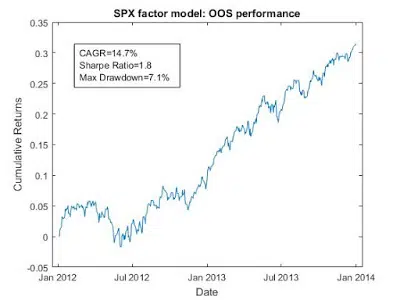 SPX factor model: OOS performance
CAGR=14.7%
Sharpe Ratio=1.8
Max Drawdown=7.1%
Cumulative Returns
0.35
0.3
0.25
0.2
0.15
0.1
0.05
0
-0.05
Jan 2012
Jul 2012
Jan 2013
Jul 2013
Jan 2014
Date